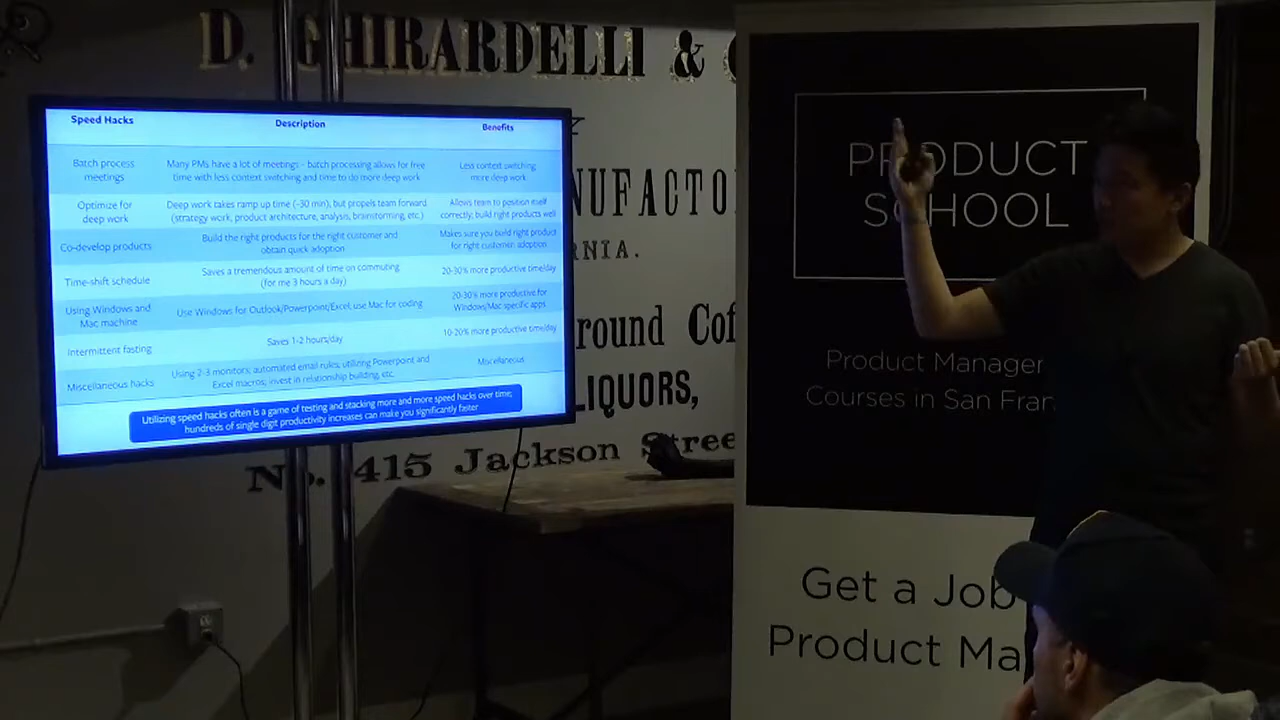 D. GHIRARDELLI & C
Speed Hacks
Description
Benefits
Batch process
meetings
Many PMs have a lot of meetings - batch processing allows for free
time with less context switching and time to do more deep work
Less context switching;
more deep work
Optimize for
deep work
Deep work takes ramp up time (~30 min), but propels team forward
(strategy work, product architecture, analysis, brainstorming, etc.)
Allows team to position itself
correctly; build right products well
Co-develop products
Build the right products for the right customer and
obtain quick adoption
Makes sure you build right product
for right customer; adoption
Time-shift schedule
Saves a tremendous amount of time on commuting
(for me 3 hours a day)
20-30% more productive time/day
Using Windows and
Mac machine
Use Windows for Outlook/Powerpoint/Excel, use Mac for coding
20-30% more productive for
Windows/Mac specific apps
Intermittent fasting
Saves 1-2 hours/day
10-20% more productive time/day
Miscellaneous hacks
Using 2-3 monitors; automated email rules, utilizing Powerpoint and
Excel macros; invest in relationship building, etc.
Miscellaneous
Utilizing speed hacks often is a game of testing and stacking more and more speed hacks over time;
hundreds of single digit productivity increases can make you significantly faster
Y
NUFACTO
RNIA.
round Cof
LIQUORS,
No. 415 Jackson Stree
PRODUCT
SCHOOL
Product Manager
Courses in San Fran
Get a Job
Product Ma